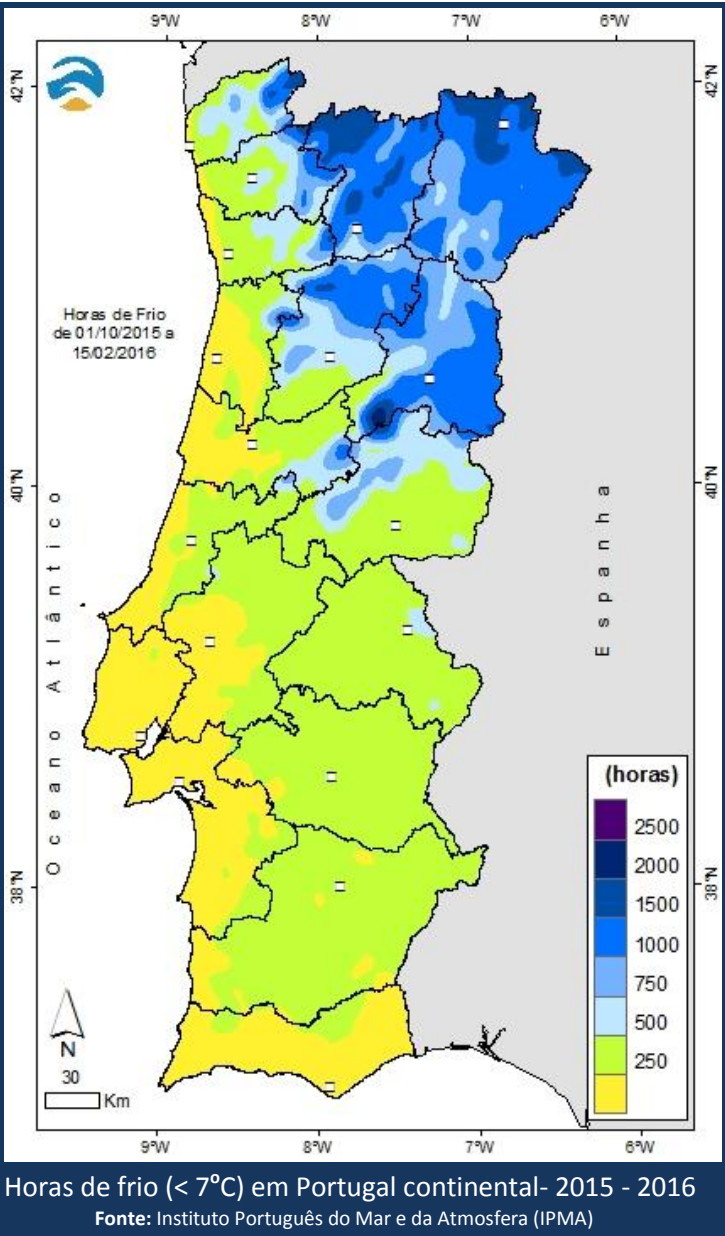 9°W 8°W 7°W 6°W
42°N 42°N
Horas de Frio
de 01/10/2015 a
15/02/2016
40°N 40°N
Oceano Atlântico
Espanha
38°N 38°N
(horas)
2500
2000
1500
1000
750
500
250
N
30
Km
9°W 8°W 7°W 6°W
Horas de frio (< 7ºC) em Portugal continental- 2015 - 2016
Fonte: Instituto Português do Mar e da Atmosfera (IPMA)